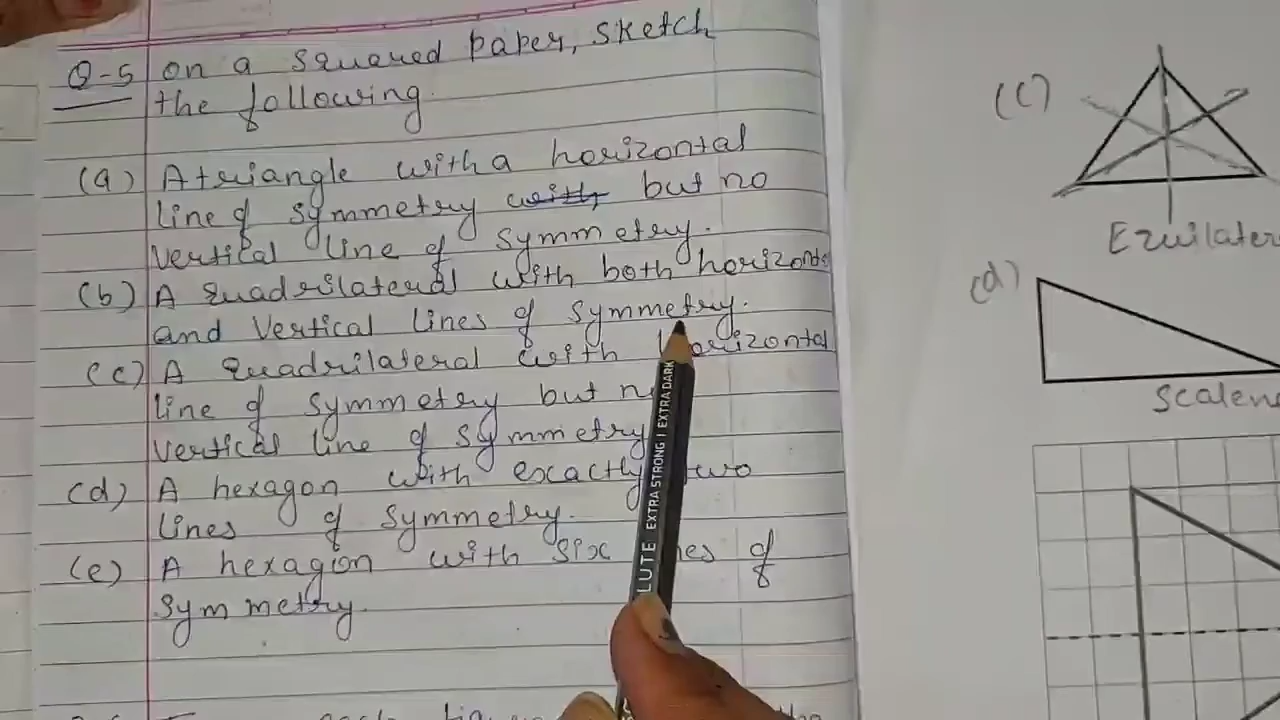 Q-5 on a squared paper, sketch
the following.
(a) A triangle with a horizontal
line of symmetry with but no
vertical line of symmetry.
(b) A quadrilateral with both horizont
and vertical lines of symmetry.
(c) A quadrilateral with horizontal
line of symmetry but no
vertical line of symmetry
(d) A hexagon with exactly two
lines of symmetry.
(e) A hexagon with six lines of
symmetry.
LUTE EXTRA STRONG | EXTRA DARK
(c)
Equilater
(d)
Scalen